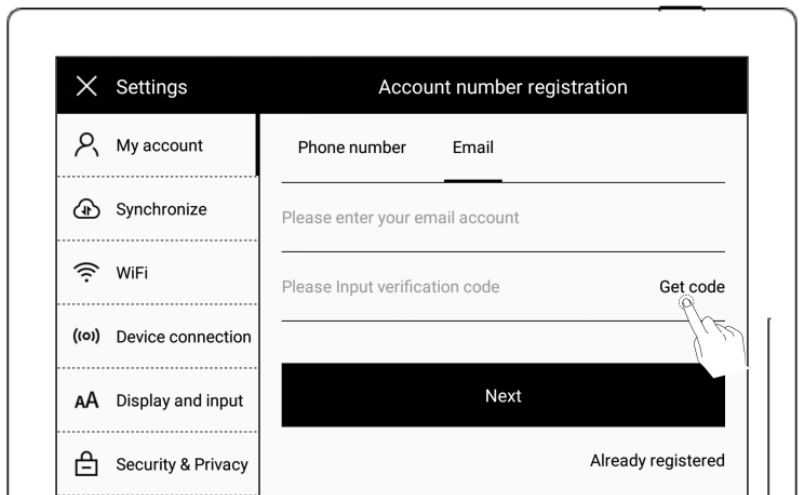 Settings
Account number registration
My account
Synchronize
WiFi
Device connection
AA Display and input
Security & Privacy
Phone number Email
Please enter your email account
Please Input verification code Get code
Next
Already registered